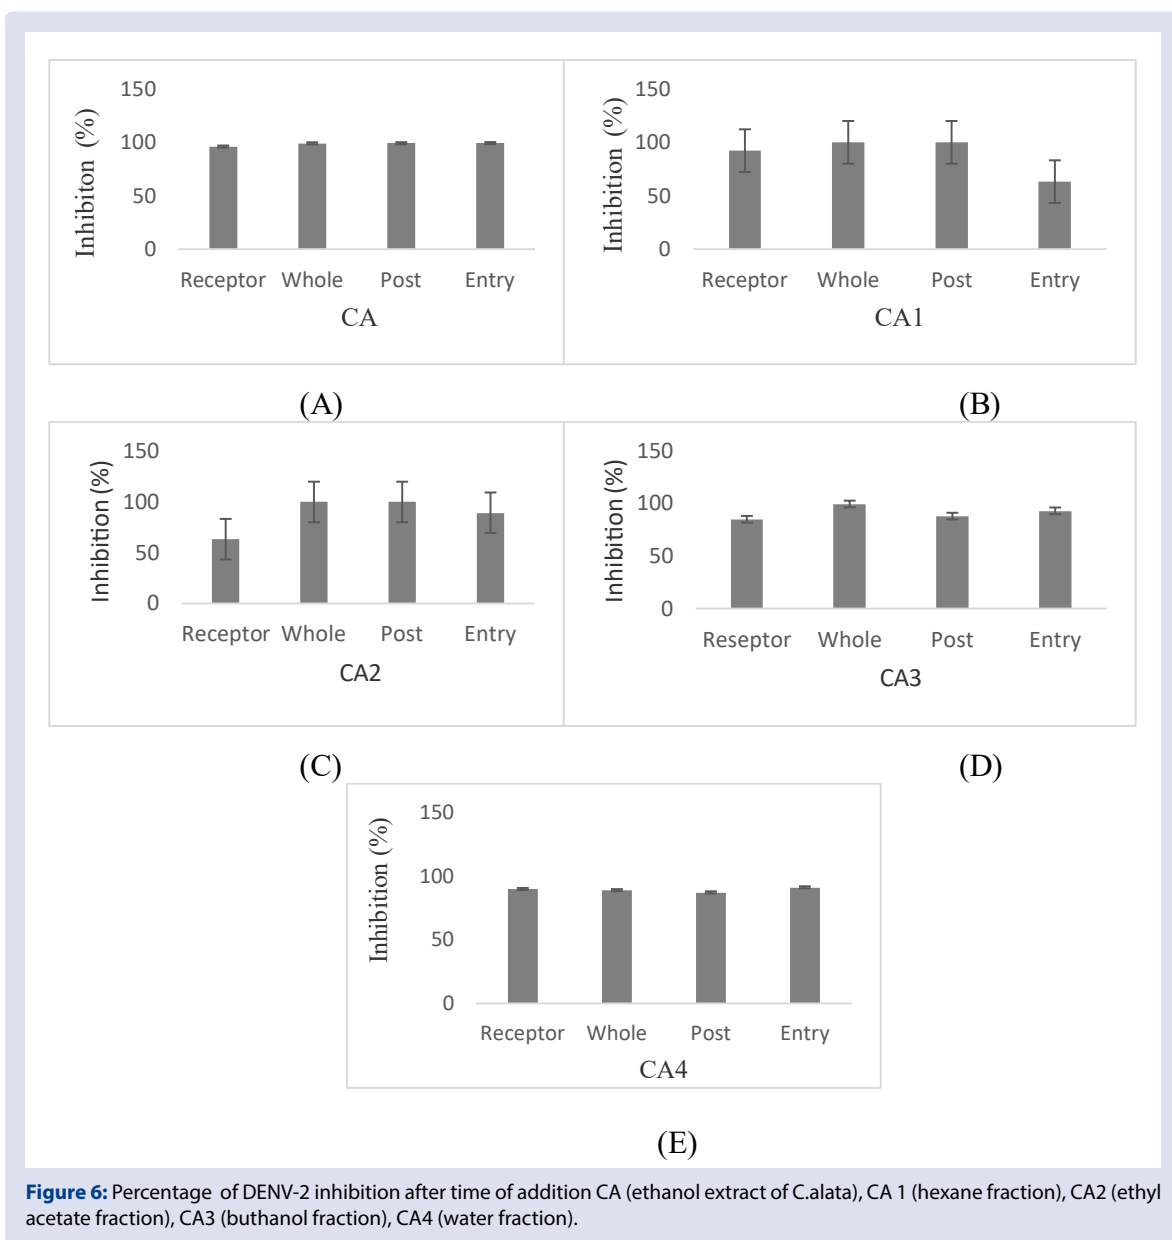 150
100
50
0
Inhibiton (%)
Receptor Whole Post Entry
CA
(A)
150
100
50
0
Inhibition (%)
Receptor Whole Post Entry
CA1
(B)
150
100
50
0
Inhibition (%)
Receptor Whole Post Entry
CA2
(C)
150
100
50
0
Inhibition (%)
Reseptor Whole Post Entry
CA3
(D)
150
100
50
0
Inhibition (%)
Receptor Whole Post Entry
CA4
(E)
Figure 6: Percentage of DENV-2 inhibition after time of addition CA (ethanol extract of C.alata), CA 1 (hexane fraction), CA2 (ethyl
acetate fraction), CA3 (buthanol fraction), CA4 (water fraction).